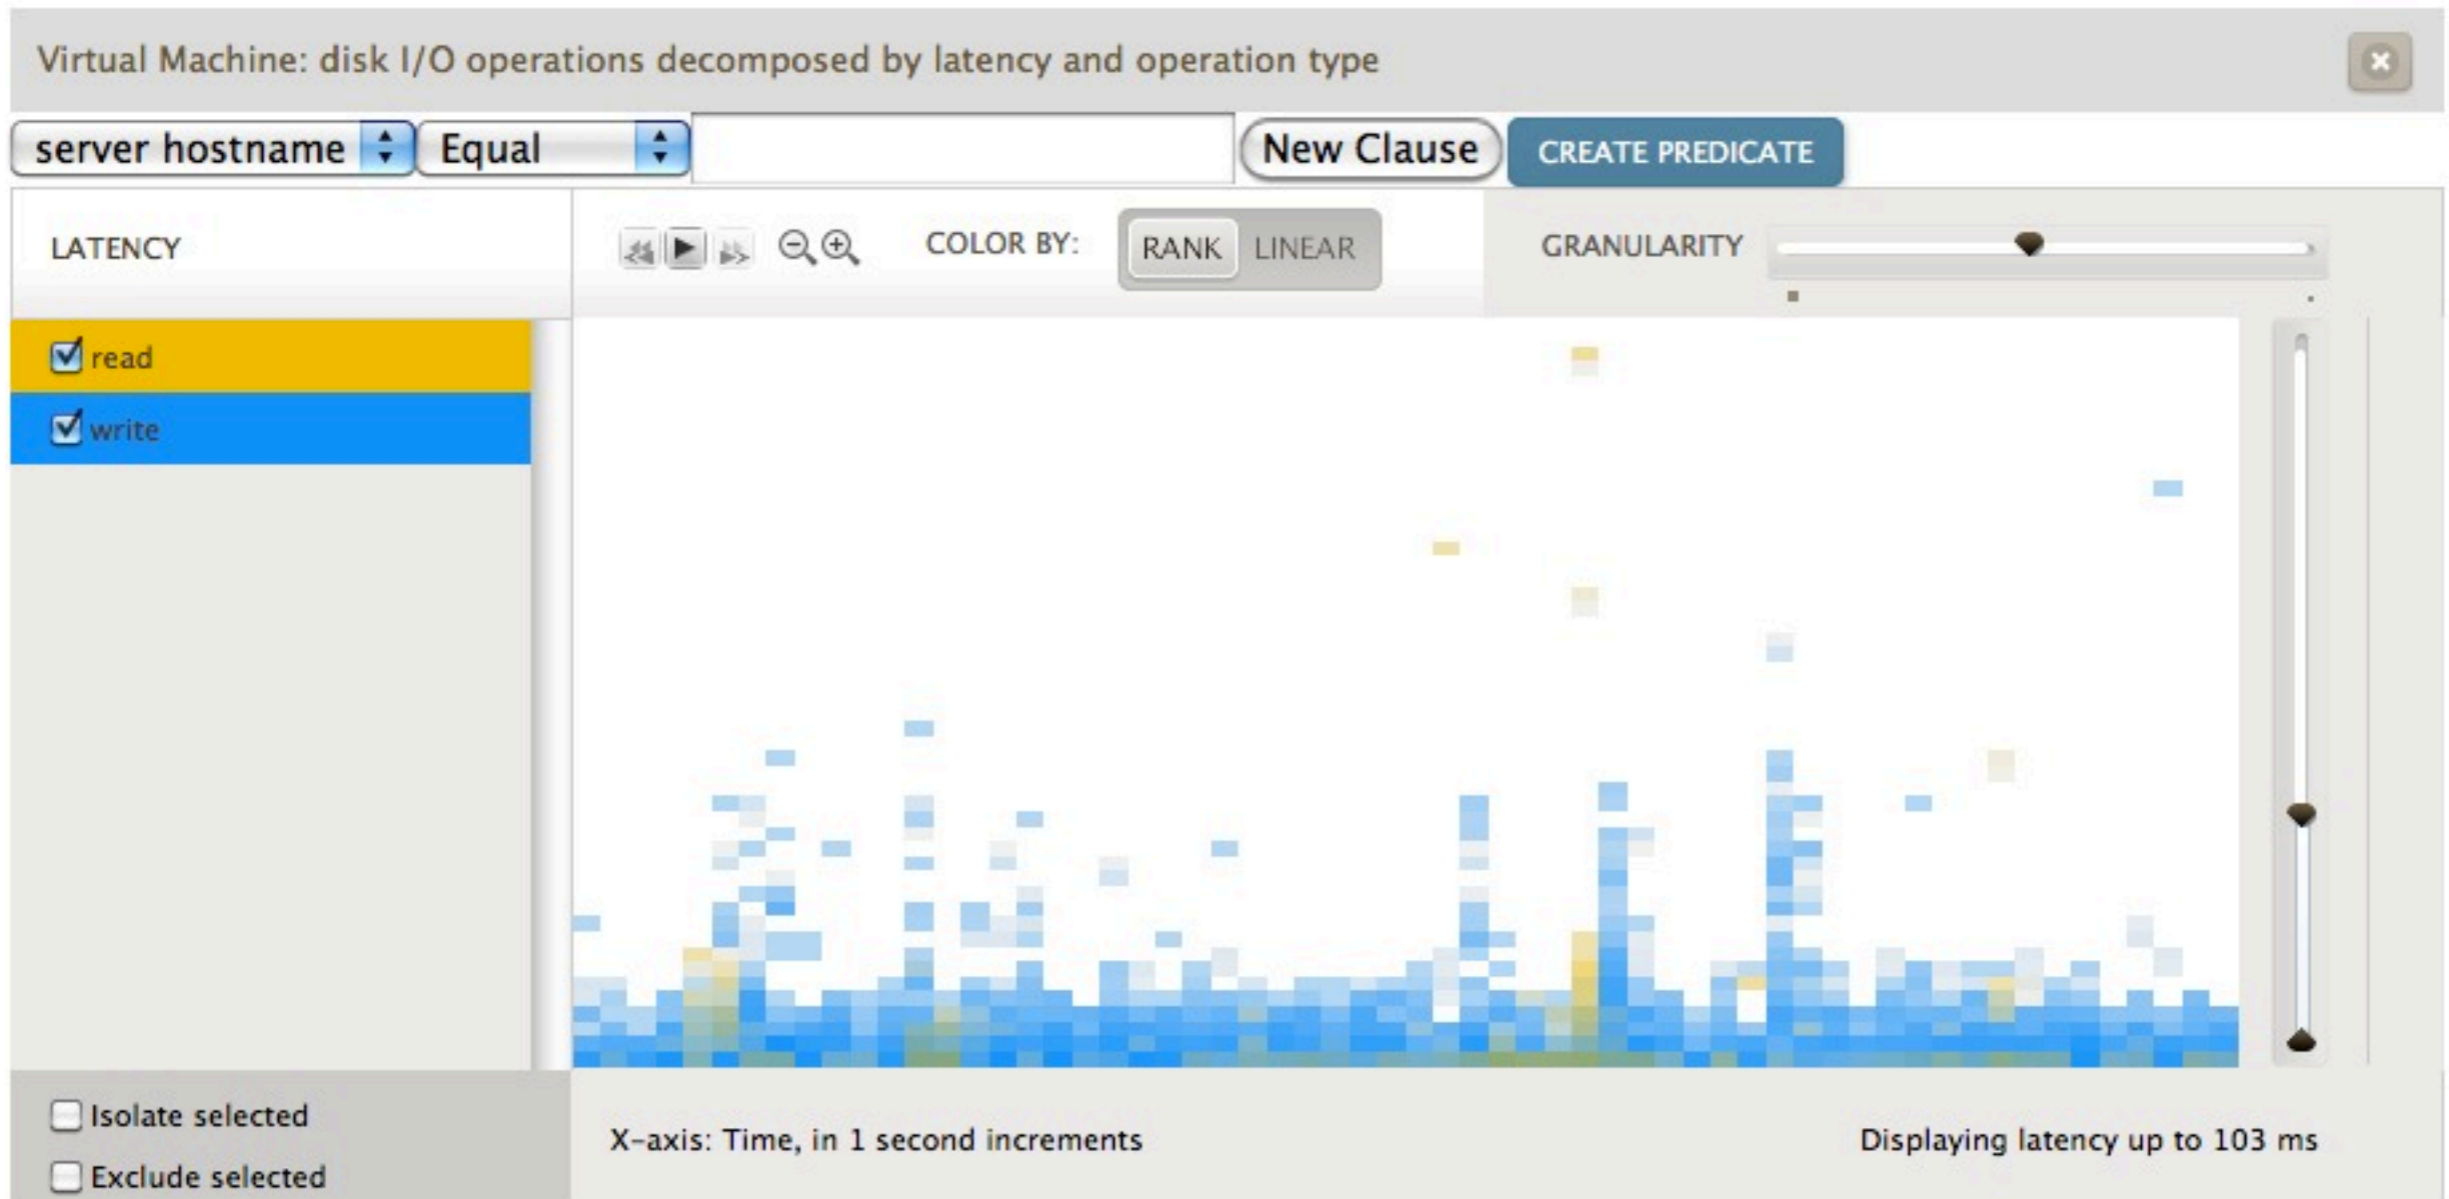 Virtual Machine: disk I/O operations decomposed by latency and operation type
server hostname Equal New Clause CREATE PREDICATE
LATENCY COLOR BY: RANK LINEAR GRANULARITY
read
write
Isolate selected
X-axis: Time, in 1 second increments Displaying latency up to 103 ms
Exclude selected